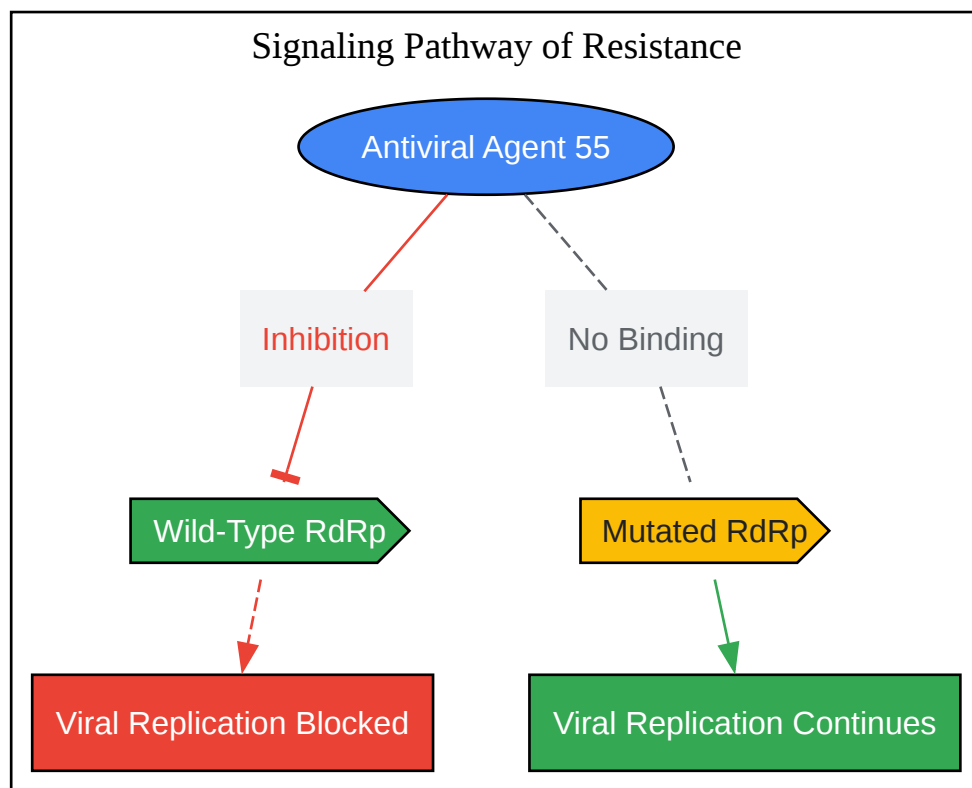 Signaling Pathway of Resistance
Antiviral Agent 55
Inhibition
No Binding
Wild-Type RdRp
Mutated RdRp
Viral Replication Blocked
Viral Replication Continues